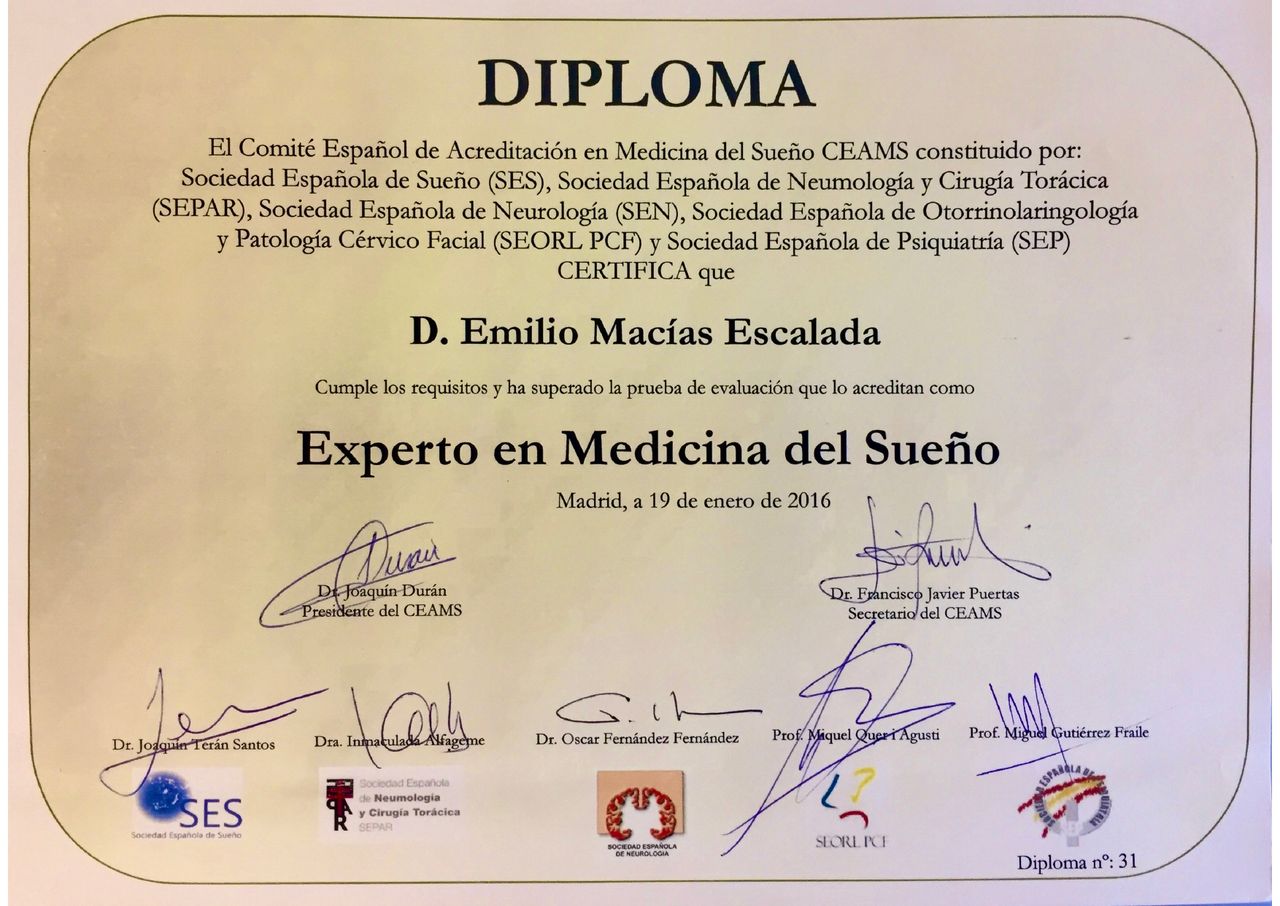 DIPLOMA
El Comité Español de Acreditación en Medicina del Sueño CEAMS constituido por:
Sociedad Española de Sueño (SES), Sociedad Española de Neumología y Cirugía Torácica
(SEPAR), Sociedad Española de Neurología (SEN), Sociedad Española de Otorrinolaringología
y Patología Cérvico Facial (SEORL PCF) y Sociedad Española de Psiquiatría (SEP)
CERTIFICA que
D. Emilio Macías Escalada
Cumple los requisitos y ha superado la prueba de evaluación que lo acreditan como
Experto en Medicina del Sueño
Madrid, a 19 de enero de 2016
Dr. Joaquín Durán
Presidente del CEAMS
Dr. Francisco Javier Puertas
Secretario del CEAMS
Dr. Joaquín Terán Santos
Dra. Inmaculada Alfageme
Dr. Oscar Fernández Fernández
Prof. Miquel Quer i Agusti
Prof. Miguel Gutiérrez Fraile
SES
Sociedad Española de Sueño
Sociedad Española
de Neumología
y Cirugía Torácica
SEPAR
SOCIEDAD ESPAÑOLA
DE NEUROLOGIA
SEORL PCF
SOCIEDAD ESPAÑOLA DE PSIQUIATRIA
SEP
Diploma nº: 31